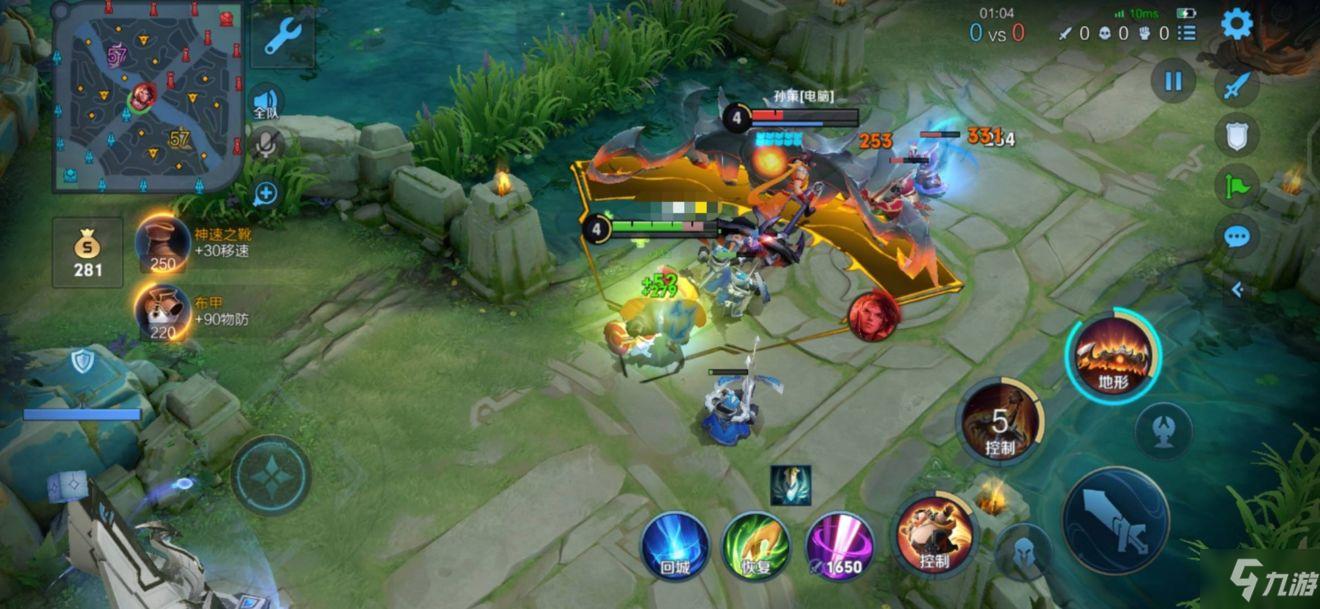 57
57
全队
01:04
10ms
0 VS 0
0
0
0
孙策[电脑]
4
253
331
4
281
神速之靴
+30移速
250
布甲
+90物防
220
地形
5
控制
控制
回城
恢复
1650
九游